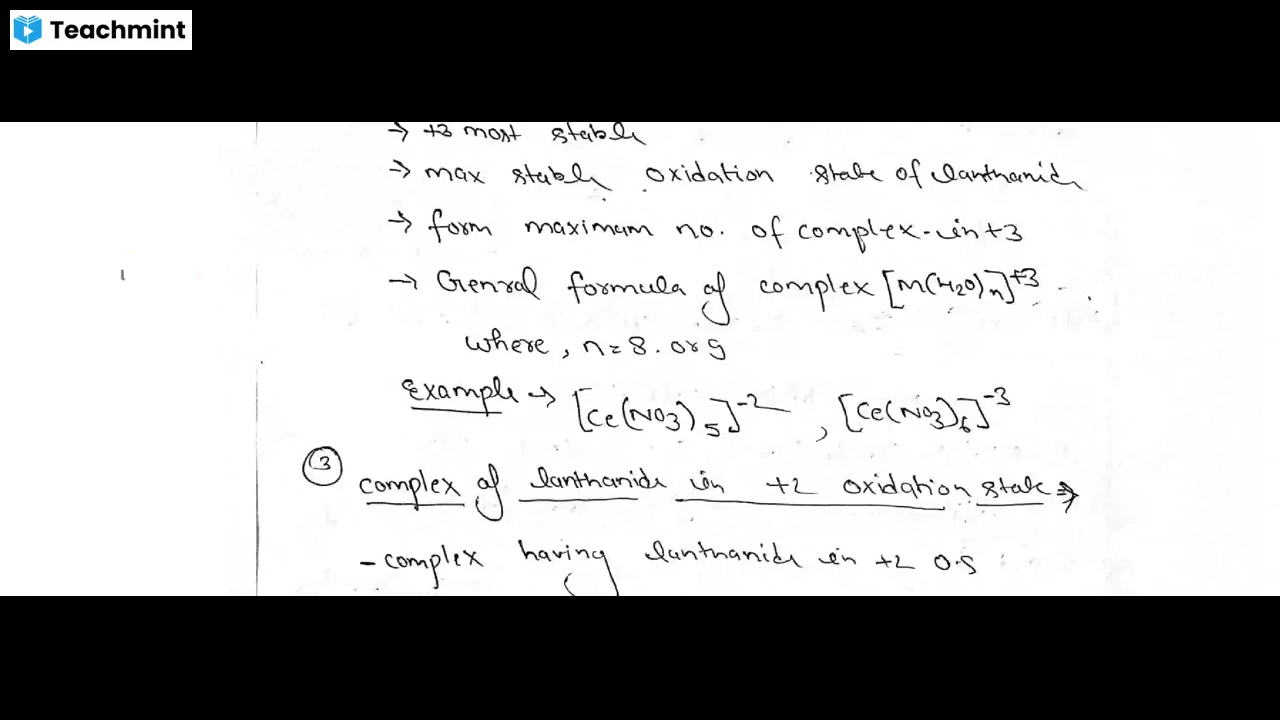 Teachmint
→ +3 most stable
→ max stable oxidation state of lanthanide
→ form maximum no. of complex-in +3
→ Genral formula of complex [M(H2O)n]+3
where, n=8. or 9
Example → [Ce(NO3)5]-2, [Ce(NO3)6]-3
③ complex of lanthanide in +2 oxidation state ⇒
- complex having lanthanide in +2 O.S